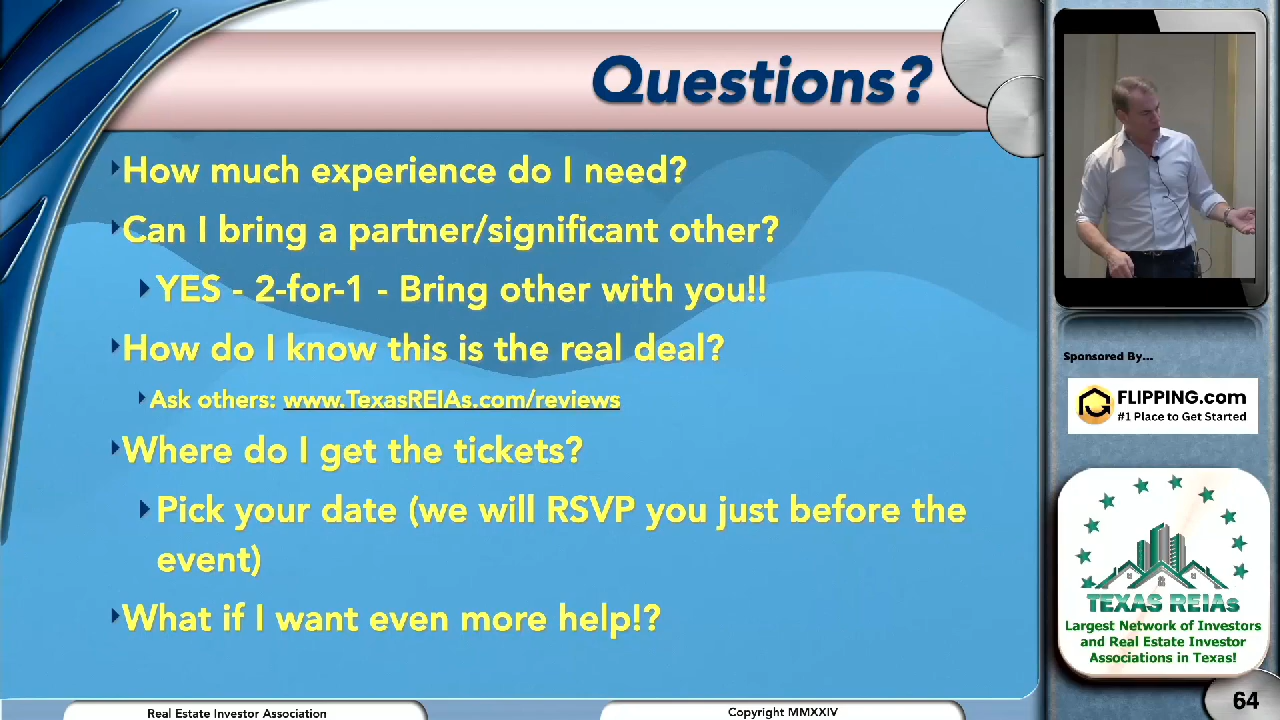 Questions?
How much experience do I need?
Can I bring a partner/significant other?
YES - 2-for-1 - Bring other with you!!
How do I know this is the real deal?
Ask others: www.TexasREIAs.com/reviews
Where do I get the tickets?
Pick your date (we will RSVP you just before the
event)
What if I want even more help!?
Real Estate Investor Association
Copyright MMXXIV
Sponsored By...
FLIPPING.com
#1 Place to Get Started
TEXAS REIAs
Largest Network of Investors
and Real Estate Investor
Associations in Texas!
64